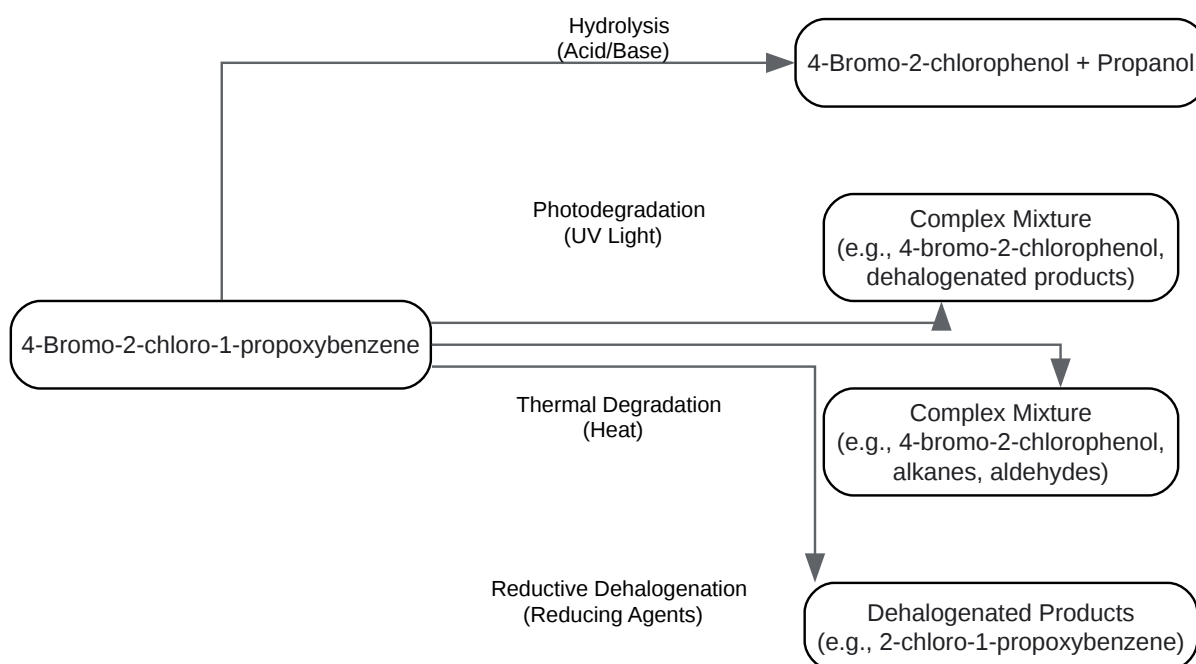 Hydrolysis
(Acid/Base)
4-Bromo-2-chlorophenol + Propanol
Photodegradation
(UV Light)
Complex Mixture
(e.g., 4-bromo-2-chlorophenol,
dehalogenated products)
4-Bromo-2-chloro-1-propoxybenzene
Thermal Degradation
(Heat)
Complex Mixture
(e.g., 4-bromo-2-chlorophenol,
alkanes, aldehydes)
Reductive Dehalogenation
(Reducing Agents)
Dehalogenated Products
(e.g., 2-chloro-1-propoxybenzene)